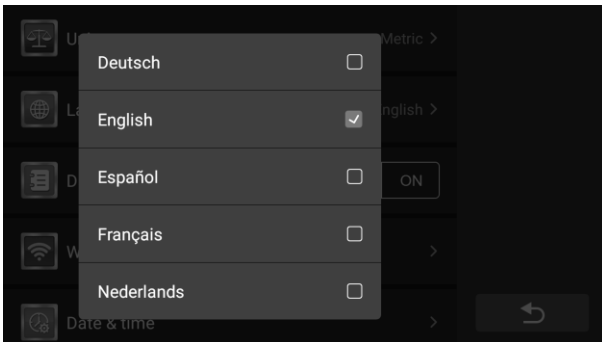 Metric >
Deutsch
English
nglish >
Español
ON
Français
Nederlands
Date & time